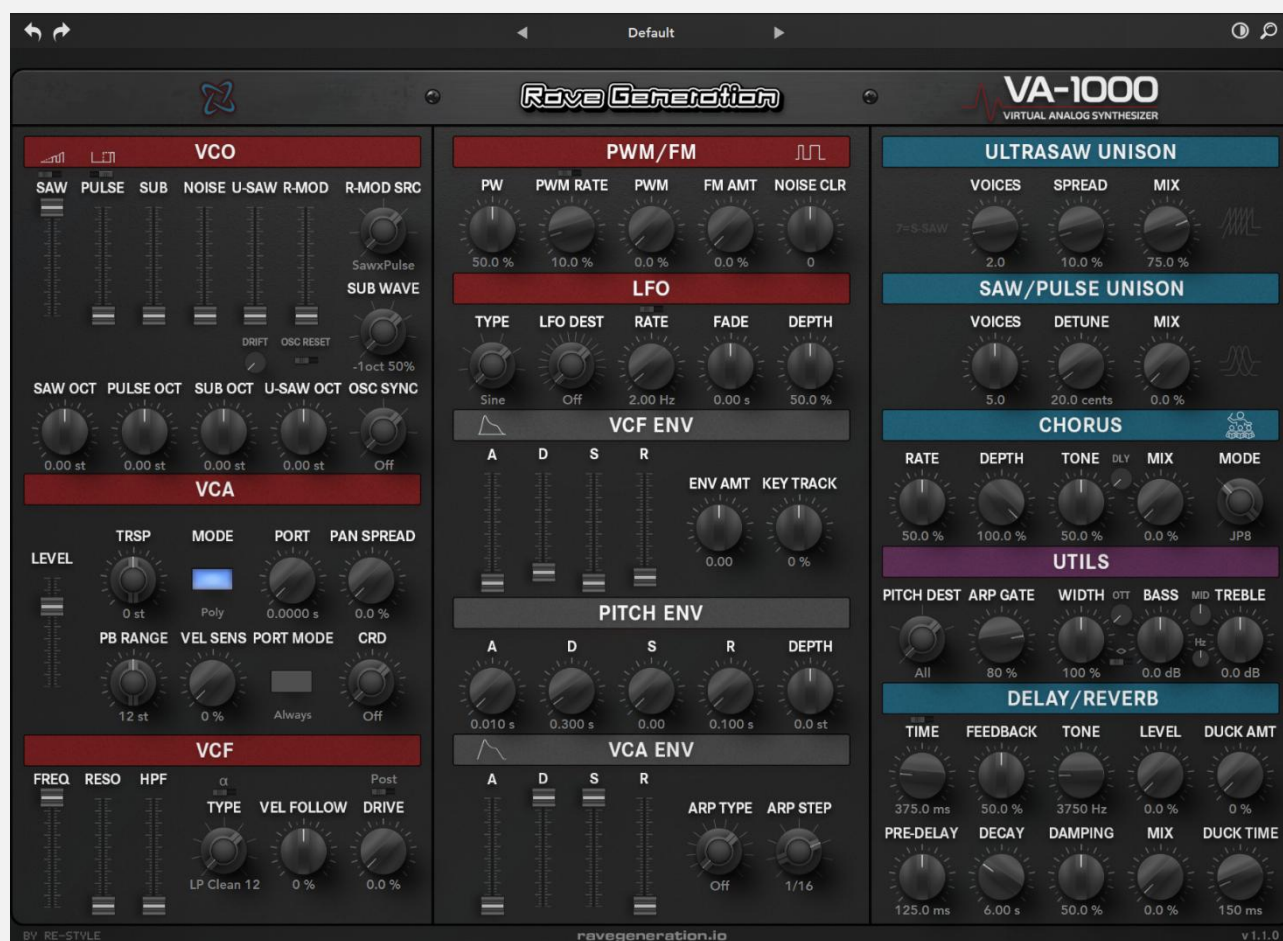 Default
Rave Generation
VA-1000
VIRTUAL ANALOG SYNTHESIZER
VCO
SAW PULSE SUB NOISE U-SAW R-MOD R-MOD SRC
SawxPulse
SUB WAVE
-1oct 50%
DRIFT OSC RESET
SAW OCT PULSE OCT SUB OCT U-SAW OCT OSC SYNC
0.00 st 0.00 st 0.00 st 0.00 st Off
VCA
LEVEL
TRSP MODE PORT PAN SPREAD
0 st Poly 0.0000 s 0.0 %
PB RANGE VEL SENS PORT MODE CRD
12 st 0 % Always Off
VCF
FREQ RESO HPF
α Post
TYPE VEL FOLLOW DRIVE
LP Clean 12 0 % 0.0 %
PWM/FM
PW PWM RATE PWM FM AMT NOISE CLR
50.0 % 10.0 % 0.0 % 0.0 % 0
LFO
TYPE LFO DEST RATE FADE DEPTH
Sine Off 2.00 Hz 0.00 s 50.0 %
VCF ENV
A D S R
ENV AMT KEY TRACK
0.00 0 %
PITCH ENV
A D S R DEPTH
0.010 s 0.300 s 0.00 0.100 s 0.0 st
VCA ENV
A D S R
ARP TYPE ARP STEP
Off 1/16
ULTRASAW UNISON
VOICES SPREAD MIX
7=S-SAW
2.0 10.0 % 75.0 %
SAW/PULSE UNISON
VOICES DETUNE MIX
5.0 20.0 cents 0.0 %
CHORUS
RATE DEPTH TONE DLY MIX MODE
50.0 % 100.0 % 50.0 % 0.0 % JP8
UTILS
PITCH DEST ARP GATE WIDTH OTT BASS MID TREBLE
Hz
All 80 % 100 % <> 0.0 dB 0.0 dB
DELAY/REVERB
TIME FEEDBACK TONE LEVEL DUCK AMT
375.0 ms 50.0 % 3750 Hz 0.0 % 0 %
PRE-DELAY DECAY DAMPING MIX DUCK TIME
125.0 ms 6.00 s 50.0 % 0.0 % 150 ms
BY RE-STYLE
ravegeneration.io
v1.1.0